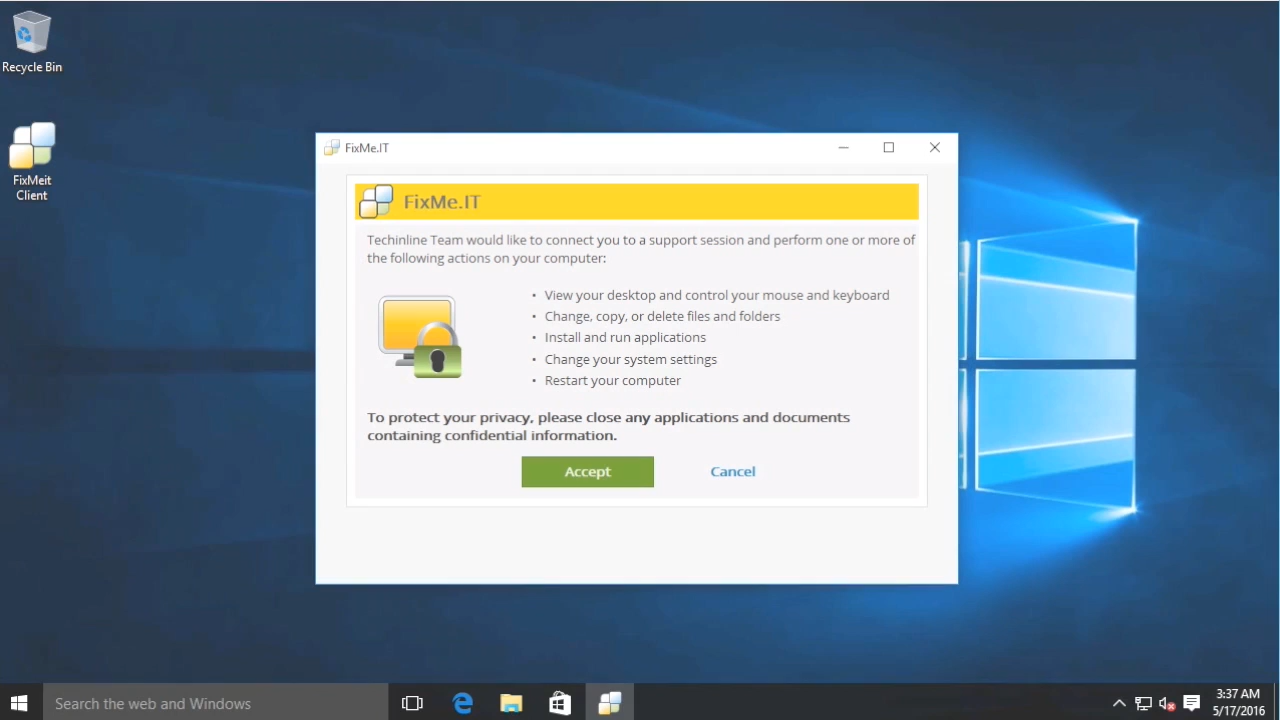 Recycle Bin
FixMeit
Client
FixMe.IT
FixMe.IT
Techinline Team would like to connect you to a support session and perform one or more of
the following actions on your computer:
• View your desktop and control your mouse and keyboard
• Change, copy, or delete files and folders
• Install and run applications
• Change your system settings
• Restart your computer
To protect your privacy, please close any applications and documents
containing confidential information.
Accept
Cancel
Search the web and Windows
3:37 AM
5/17/2016